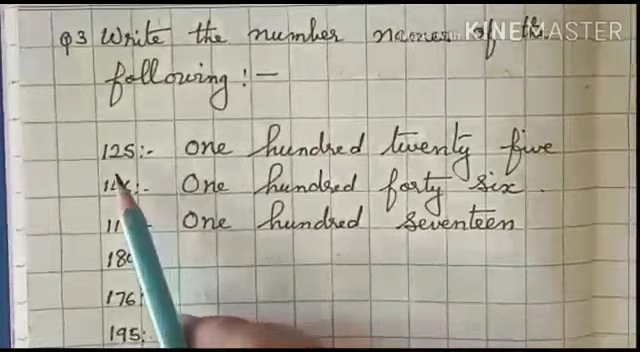 Q3 Write the number names of the
following:-
125:- one hundred twenty five
146:- One hundred forty six.
:- One hundred seventeen
176:
195:
KINEMASTER